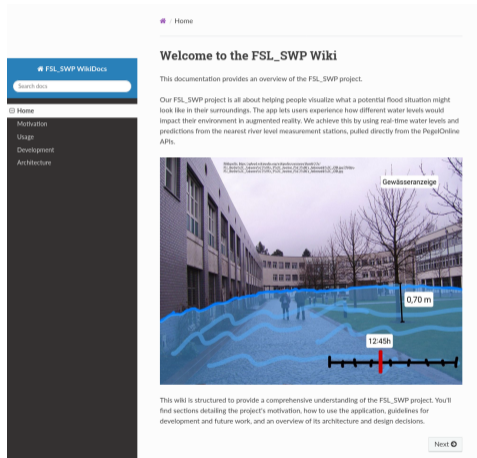 Home
FSL_SWP WikiDocs
Search docs
Home
Motivation
Usage
Development
Architecture
Welcome to the FSL_SWP Wiki
This documentation provides an overview of the FSL_SWP project.
Our FSL_SWP project is all about helping people visualize what a potential flood situation might
look like in their surroundings. The app lets users experience how different water levels would
impact their environment in augmented reality. We achieve this by using real-time water levels and
predictions from the nearest river level measurement stations, pulled directly from the PegelOnline
APIs.
Gewässeranzeige
0,70 m
12:45h
This wiki is structured to provide a comprehensive understanding of the FSL_SWP project. You'll
find sections detailing the project's motivation, how to use the application, guidelines for
development and future work, and an overview of its architecture and design decisions.
Next